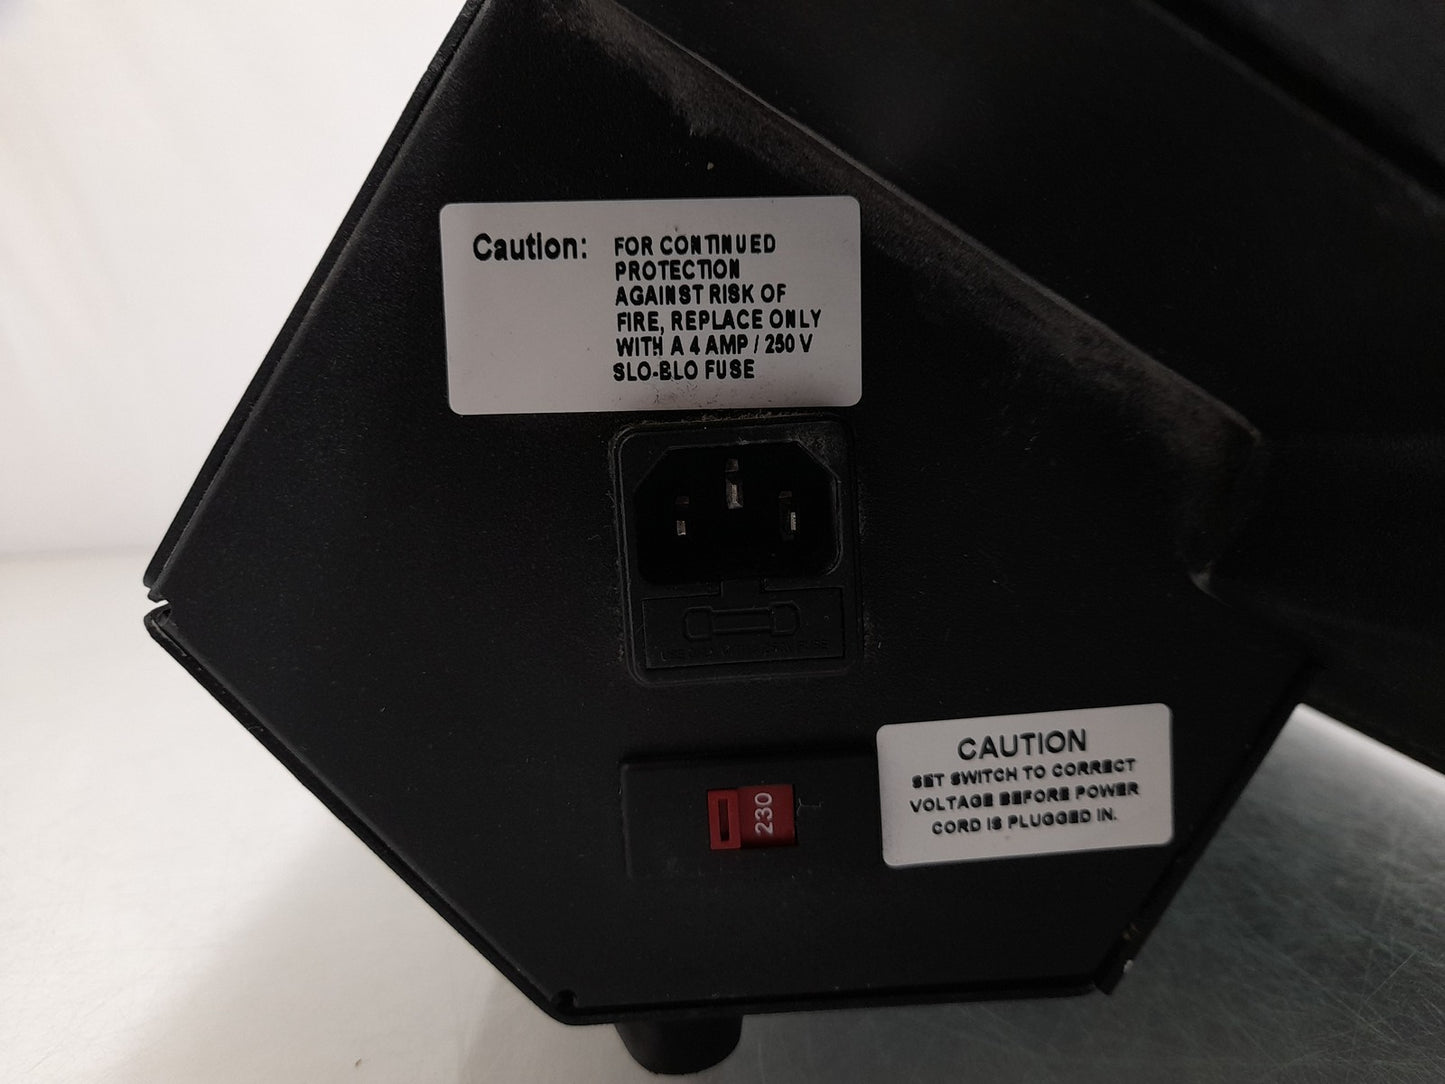 Caution:
FOR CONTINUED
PROTECTION
AGAINST RISK OF
FIRE, REPLACE ONLY
WITH A 4 AMP / 250 V
SLO-BLO FUSE
FUSE
230
CAUTION
SET SWITCH TO CORRECT
VOLTAGE BEFORE POWER
CORD IS PLUGGED IN.